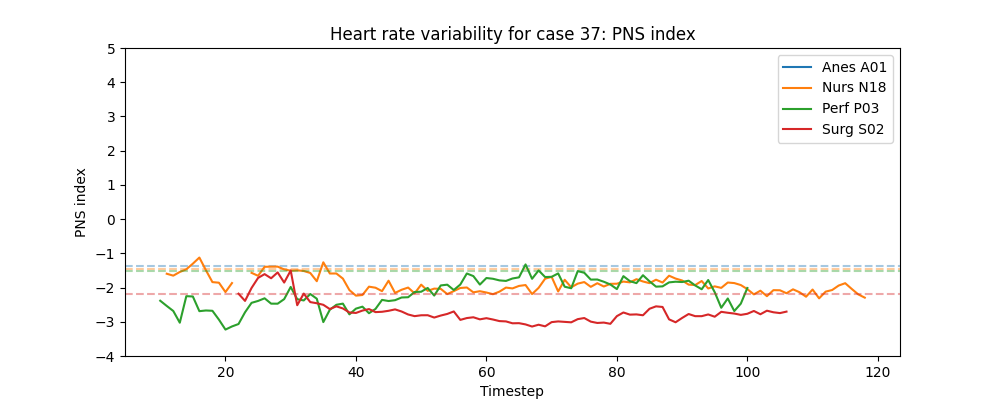 Heart rate variability for case 37: PNS index
5
4
3
2
1
0
−1
−2
−3
−4
PNS index
20
40
60
80
100
120
Timestep
Anes A01
Nurs N18
Perf P03
Surg S02